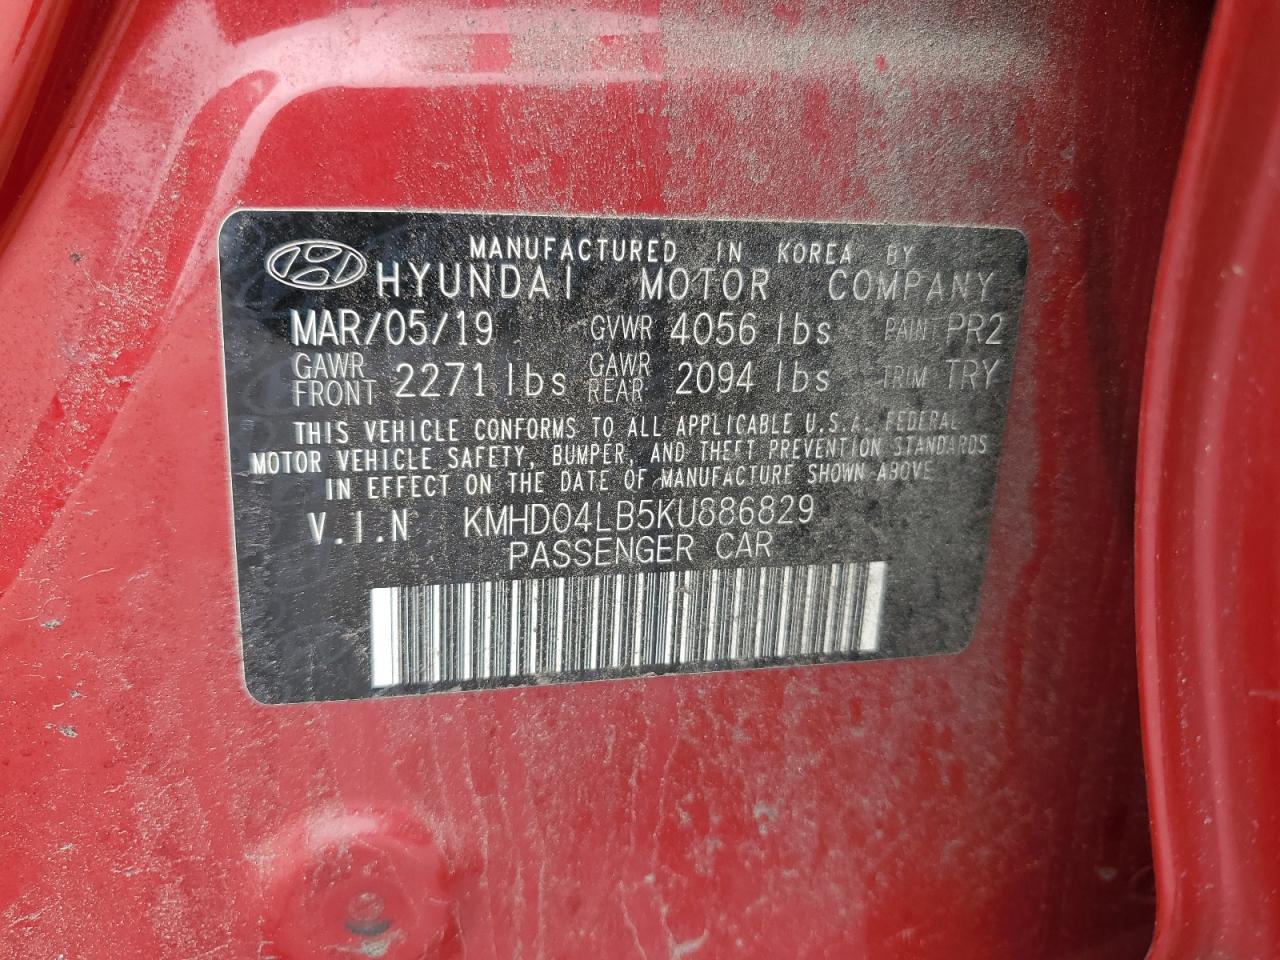 MANUFACTURED IN KOREA BY
HYUNDAI MOTOR COMPANY
MAR/05/19 GVWR 4056 lbs PAINT PR2
GAWR FRONT 2271 lbs GAWR REAR 2094 lbs TRIM TRY
THIS VEHICLE CONFORMS TO ALL APPLICABLE U.S.A. FEDERAL
MOTOR VEHICLE SAFETY, BUMPER, AND THEFT PREVENTION STANDARDS
IN EFFECT ON THE DATE OF MANUFACTURE SHOWN ABOVE
V.I.N KMHD04LB5KU886829
PASSENGER CAR